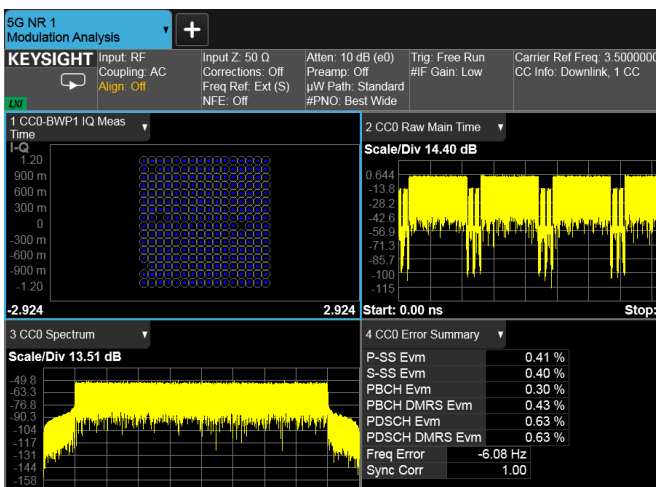 5G NR 1
Modulation Analysis
KEYSIGHT
LXI
Input: RF
Coupling: AC
Align: Off
Input Z: 50 Ω
Corrections: Off
Freq Ref: Ext (S)
NFE: Off
Atten: 10 dB (e0)
Preamp: Off
µW Path: Standard
#PNO: Best Wide
Trig: Free Run
#IF Gain: Low
Carrier Ref Freq: 3.5000000
CC Info: Downlink, 1 CC
1 CC0-BWP1 IQ Meas
Time
I-Q
1.20
900 m
600 m
300 m
0
-300 m
-600 m
-900 m
-1.20
-2.924
2.924
2 CC0 Raw Main Time
Scale/Div 14.40 dB
0.644
-13.8
-28.2
-42.6
-56.9
-71.3
-85.7
-100
-115
Start: 0.00 ns
Stop:
3 CC0 Spectrum
Scale/Div 13.51 dB
-49.8
-63.3
-76.8
-90.3
-104
-117
-131
-144
-158
4 CC0 Error Summary
P-SS Evm 0.41 %
S-SS Evm 0.40 %
PBCH Evm 0.30 %
PBCH DMRS Evm 0.43 %
PDSCH Evm 0.63 %
PDSCH DMRS Evm 0.63 %
Freq Error -6.08 Hz
Sync Corr 1.00